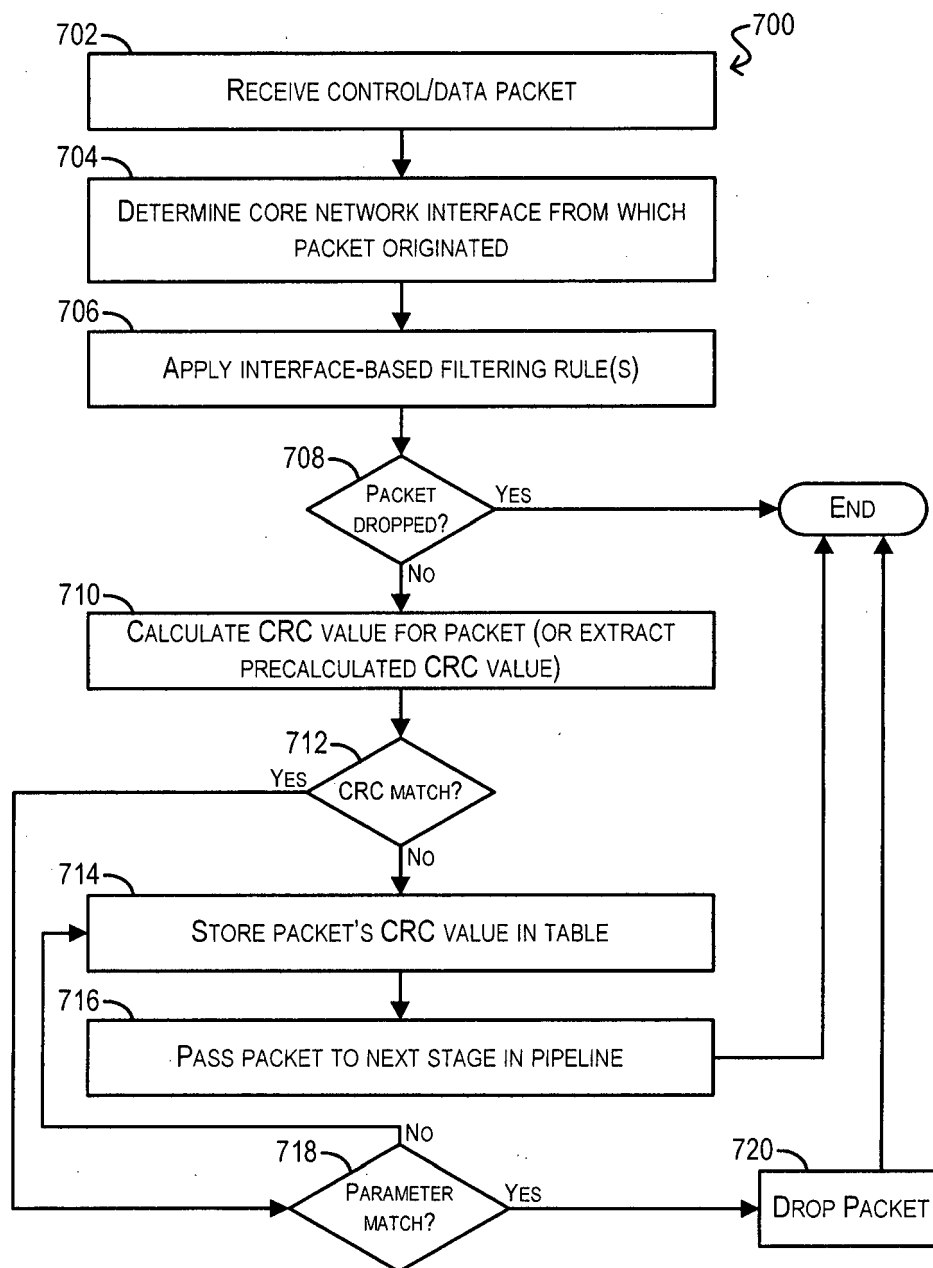 702
700
RECEIVE CONTROL/DATA PACKET
704
DETERMINE CORE NETWORK INTERFACE FROM WHICH
PACKET ORIGINATED
706
APPLY INTERFACE-BASED FILTERING RULE(S)
708
PACKET
DROPPED?
YES
END
NO
710
CALCULATE CRC VALUE FOR PACKET (OR EXTRACT
PRECALCULATED CRC VALUE)
712
YES
CRC MATCH?
NO
714
STORE PACKET'S CRC VALUE IN TABLE
716
PASS PACKET TO NEXT STAGE IN PIPELINE
NO
718
PARAMETER
MATCH?
YES
720
DROP PACKET